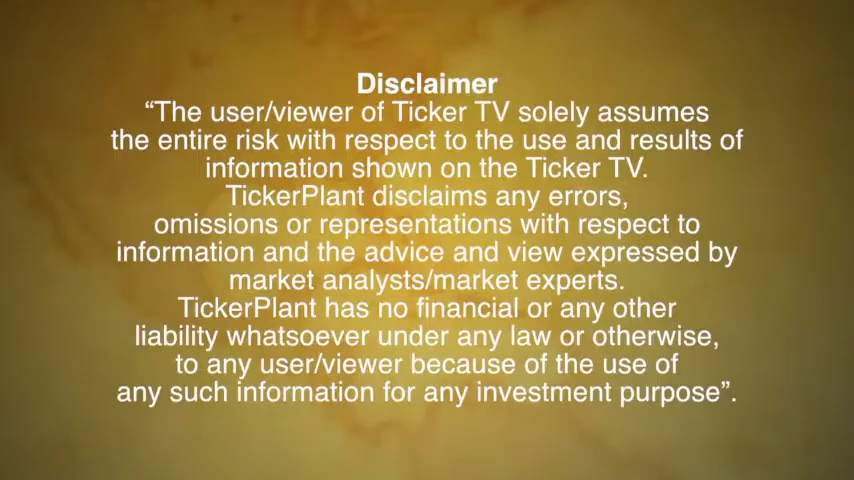 Disclaimer
“The user/viewer of Ticker TV solely assumes
the entire risk with respect to the use and results of
information shown on the Ticker TV.
TickerPlant disclaims any errors,
omissions or representations with respect to
information and the advice and view expressed by
market analysts/market experts.
TickerPlant has no financial or any other
liability whatsoever under any law or otherwise,
to any user/viewer because of the use of
any such information for any investment purpose”.